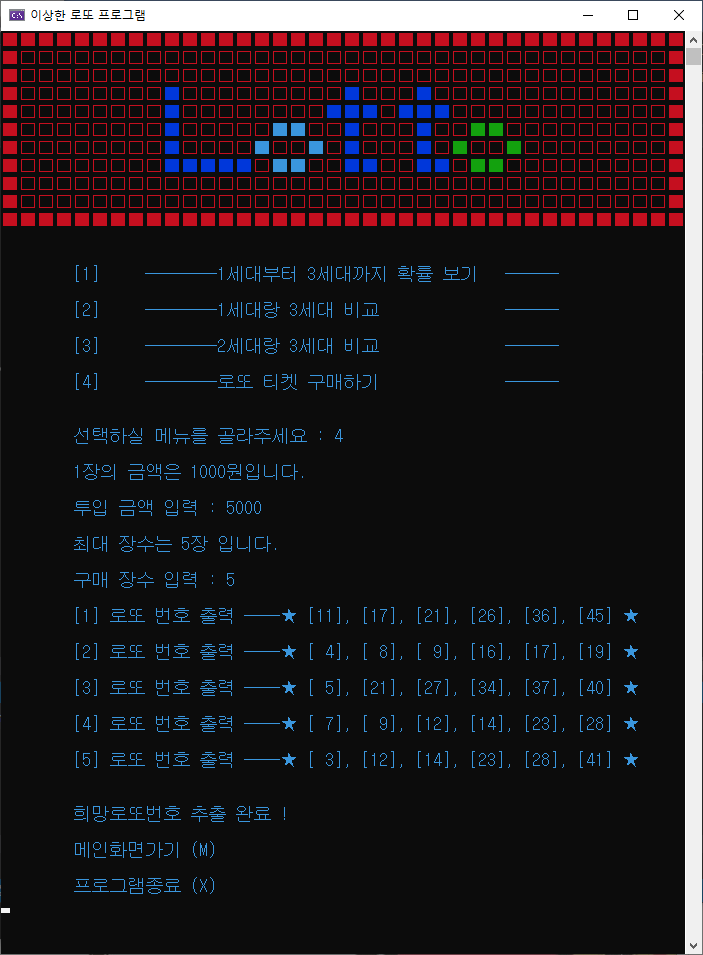 이상한 로또 프로그램
Lotto
[1] ────1세대부터 3세대까지 확률 보기 ───
[2] ────1세대랑 3세대 비교 ───
[3] ────2세대랑 3세대 비교 ───
[4] ────로또 티켓 구매하기 ───
선택하실 메뉴를 골라주세요 : 4
1장의 금액은 1000원입니다.
투입 금액 입력 : 5000
최대 장수는 5장 입니다.
구매 장수 입력 : 5
[1] 로또 번호 출력 ──★ [11], [17], [21], [26], [36], [45] ★
[2] 로또 번호 출력 ──★ [ 4], [ 8], [ 9], [16], [17], [19] ★
[3] 로또 번호 출력 ──★ [ 5], [21], [27], [34], [37], [40] ★
[4] 로또 번호 출력 ──★ [ 7], [ 9], [12], [14], [23], [28] ★
[5] 로또 번호 출력 ──★ [ 3], [12], [14], [23], [28], [41] ★
희망로또번호 추출 완료 !
메인화면가기 (M)
프로그램종료 (X)